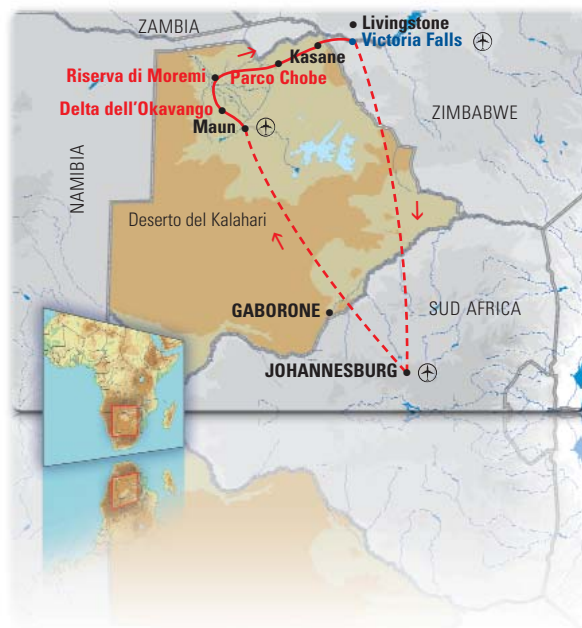 ZAMBIA
Livingstone
Victoria Falls
Kasane
Riserva di Moremi
Parco Chobe
Delta dell'Okavango
Maun
ZIMBABWE
NAMIBIA
Deserto del Kalahari
GABORONE
SUD AFRICA
JOHANNESBURG